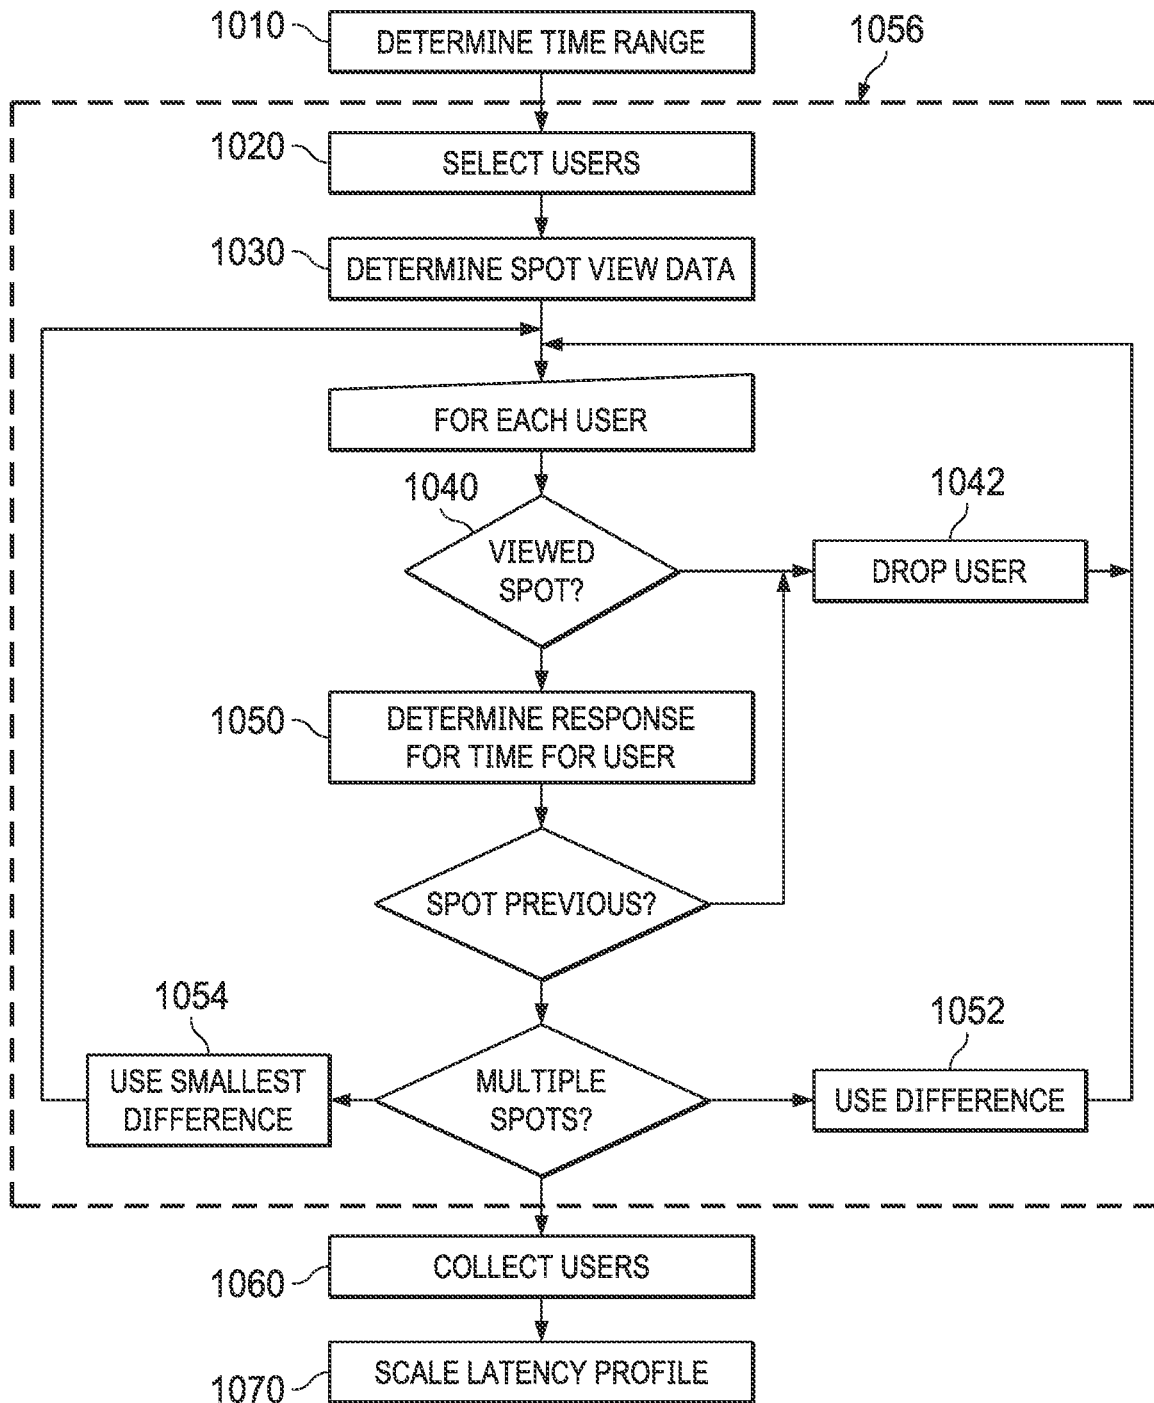 1010
DETERMINE TIME RANGE
1056
1020
SELECT USERS
1030
DETERMINE SPOT VIEW DATA
FOR EACH USER
1040
VIEWED
SPOT?
1042
DROP USER
1050
DETERMINE RESPONSE
FOR TIME FOR USER
SPOT PREVIOUS?
1054
USE SMALLEST
DIFFERENCE
MULTIPLE
SPOTS?
1052
USE DIFFERENCE
1060
COLLECT USERS
1070
SCALE LATENCY PROFILE